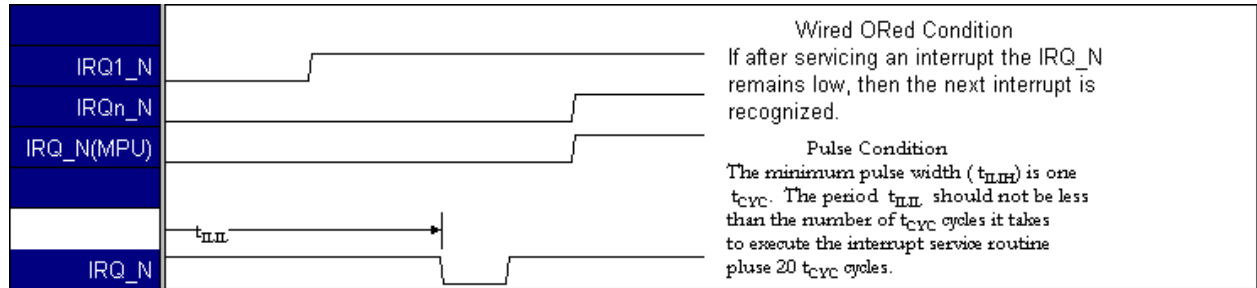 IRQ1_N
IRQn_N
IRQ_N(MPU)
tILIL
IRQ_N
Wired ORed Condition
If after servicing an interrupt the IRQ_N
remains low, then the next interrupt is
recognized.
Pulse Condition
The minimum pulse width ( tILIH) is one
tCYC. The period tILIL should not be less
than the number of tCYC cycles it takes
to execute the interrupt service routine
pluse 20 tCYC cycles.